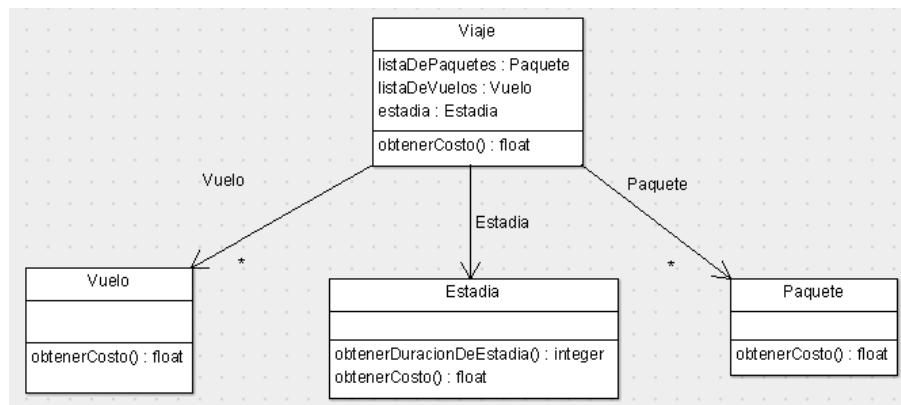 Viaje
listaDePaquetes : Paquete
listaDeVuelos : Vuelo
estadia : Estadia
obtenerCosto() : float
Vuelo
Estadia
Paquete
*
*
Vuelo
obtenerCosto() : float
Estadia
obtenerDuracionDeEstadia() : integer
obtenerCosto() : float
Paquete
obtenerCosto() : float